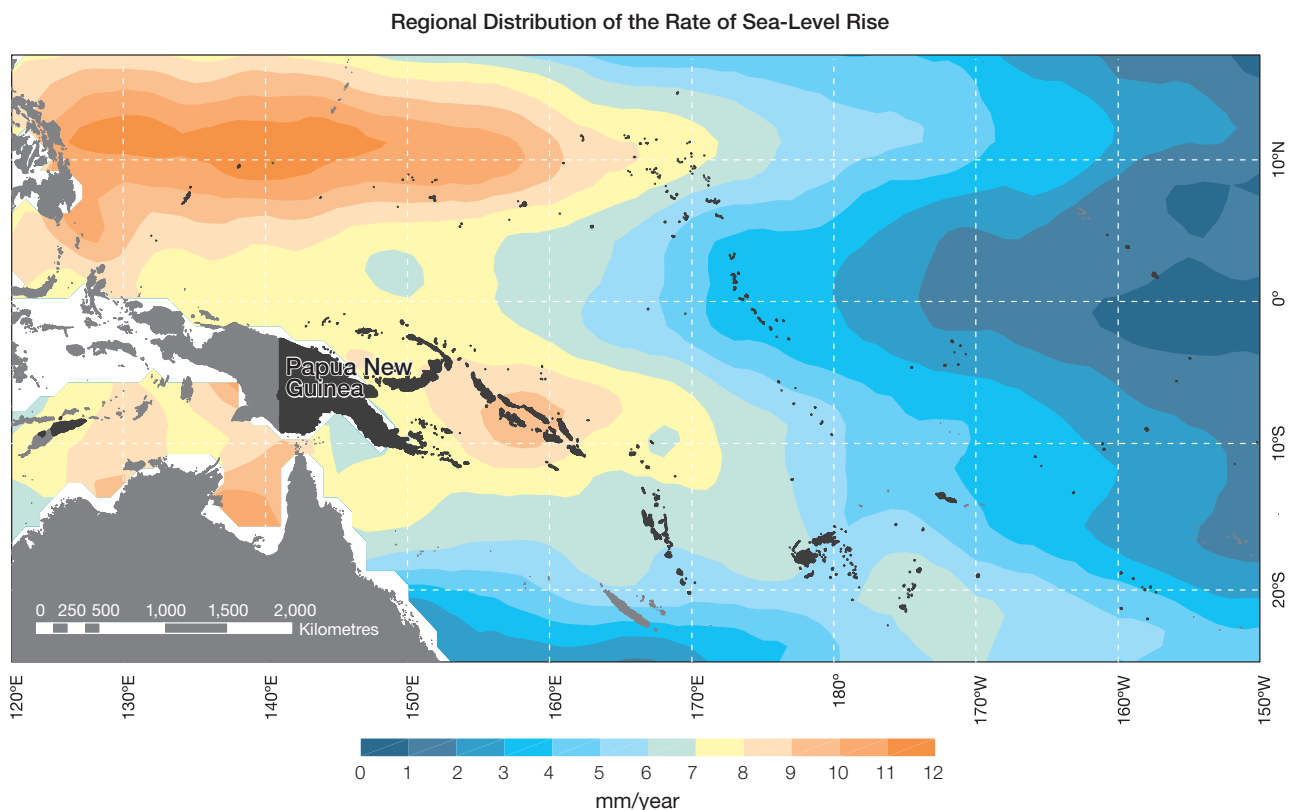 Regional Distribution of the Rate of Sea-Level Rise
10°N
0°
10°S
20°S
Papua New
Guinea
0 250 500 1,000 1,500 2,000
Kilometres
120°E 130°E 140°E 150°E 160°E 170°E 180° 170°W 160°W 150°W
0 1 2 3 4 5 6 7 8 9 10 11 12
mm/year